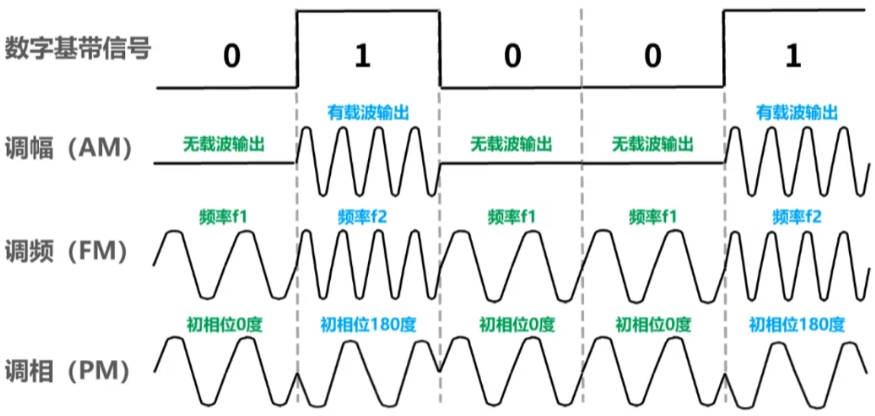 数字基带信号
0 1 0 0 1
有载波输出 有载波输出
调幅（AM） 无载波输出 无载波输出 无载波输出
频率f1 频率f2 频率f1 频率f1 频率f2
调频（FM）
初相位0度 初相位180度 初相位0度 初相位0度 初相位180度
调相（PM）